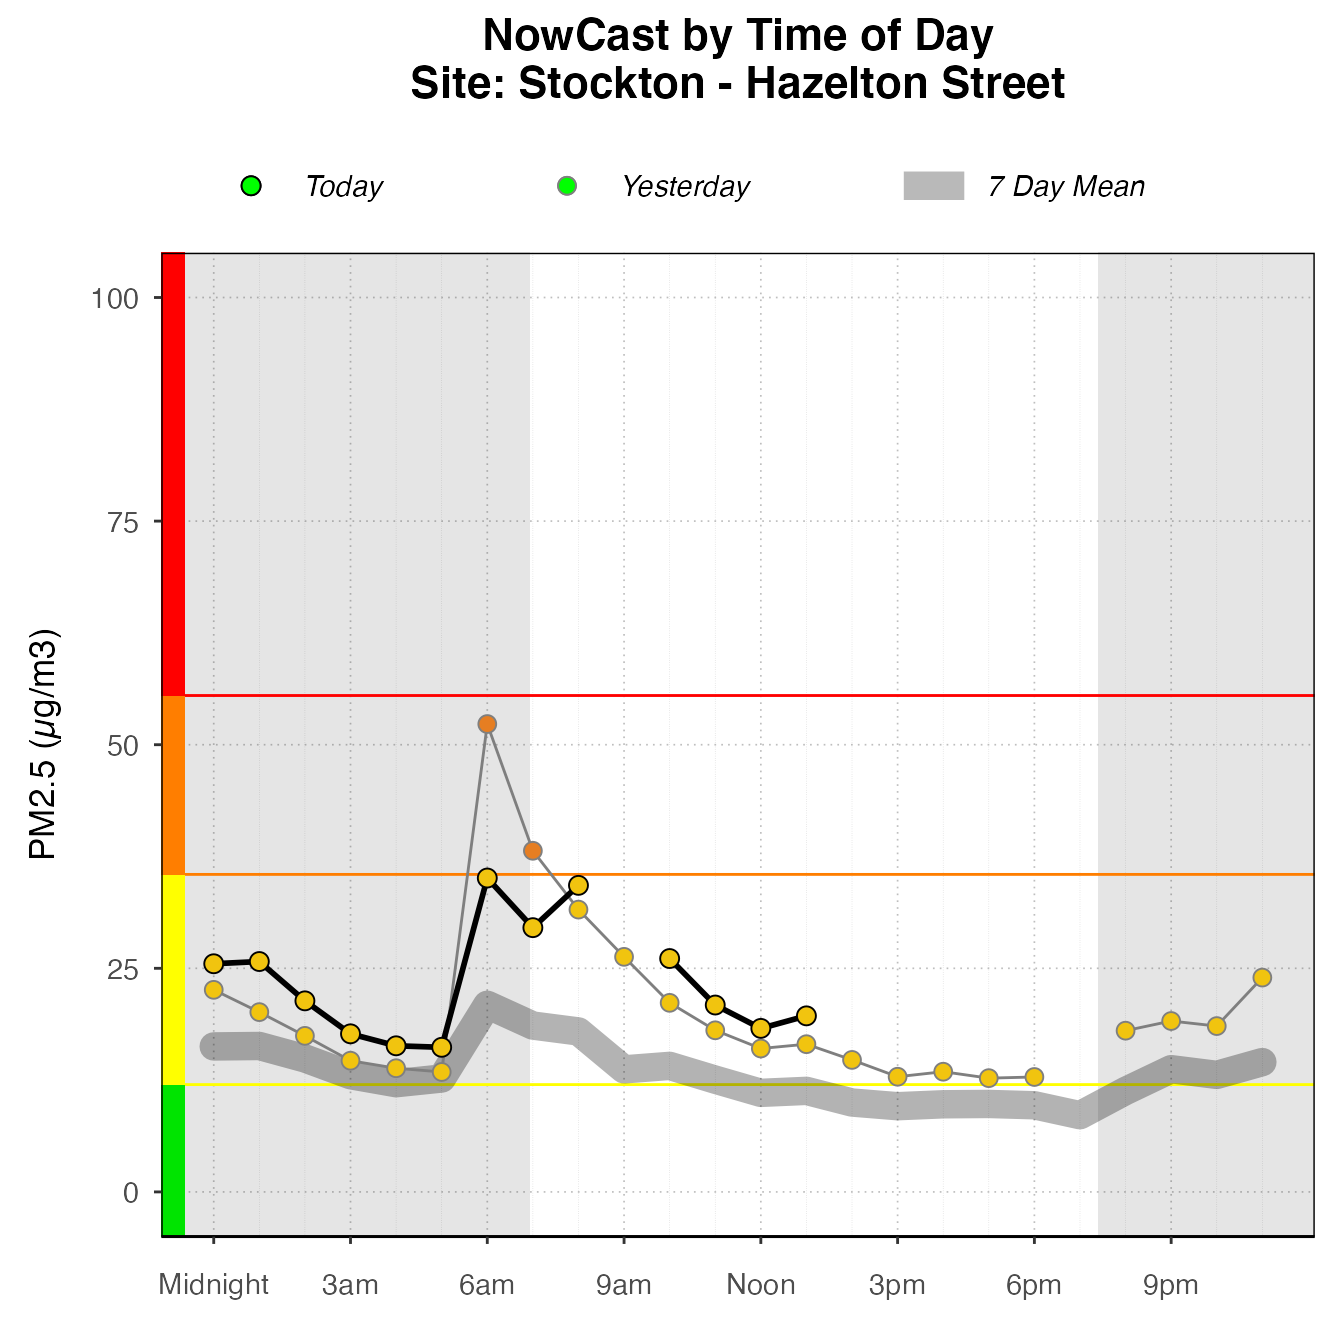 NowCast by Time of Day
Site: Stockton - Hazelton Street
Today
Yesterday
7 Day Mean
PM2.5 (µg/m3)
100
75
50
25
0
Midnight
3am
6am
9am
Noon
3pm
6pm
9pm